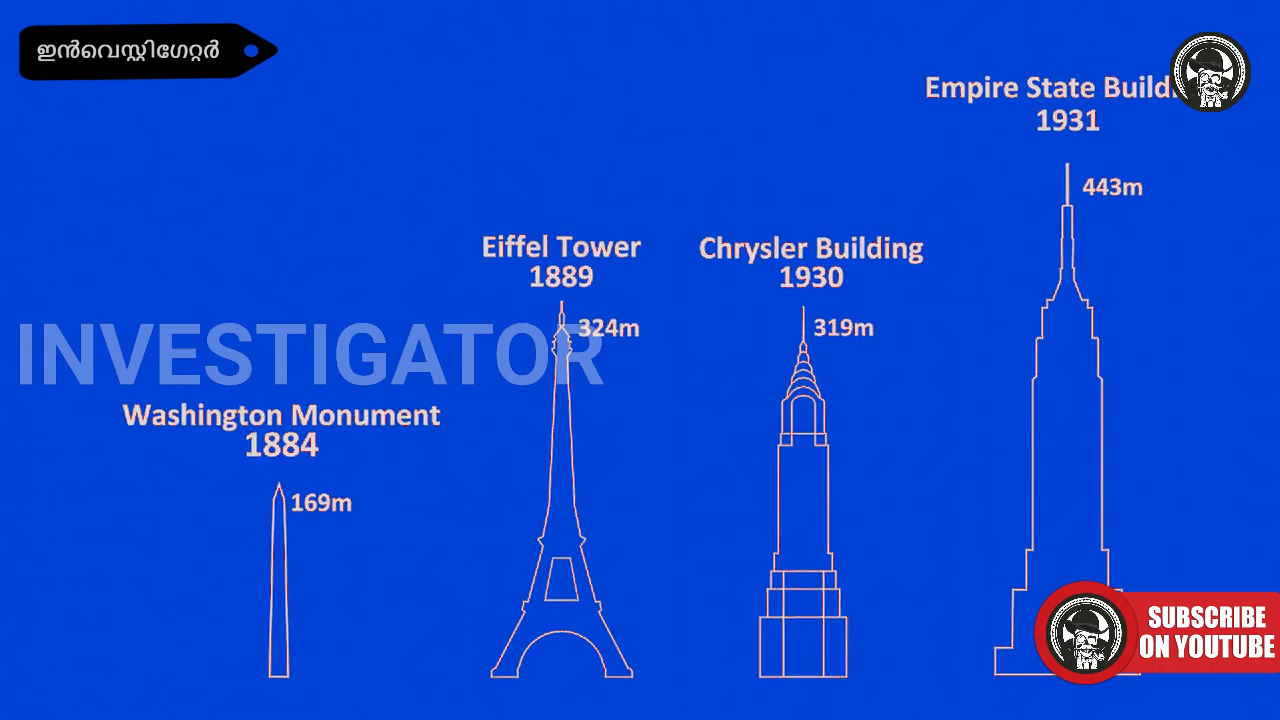 ഇൻവെസ്റ്റിഗേറ്റർ
Empire State Build
1931
443m
Eiffel Tower
1889
324m
Chrysler Building
1930
319m
INVESTIGATOR
Washington Monument
1884
169m
SUBSCRIBE
ON YOUTUBE